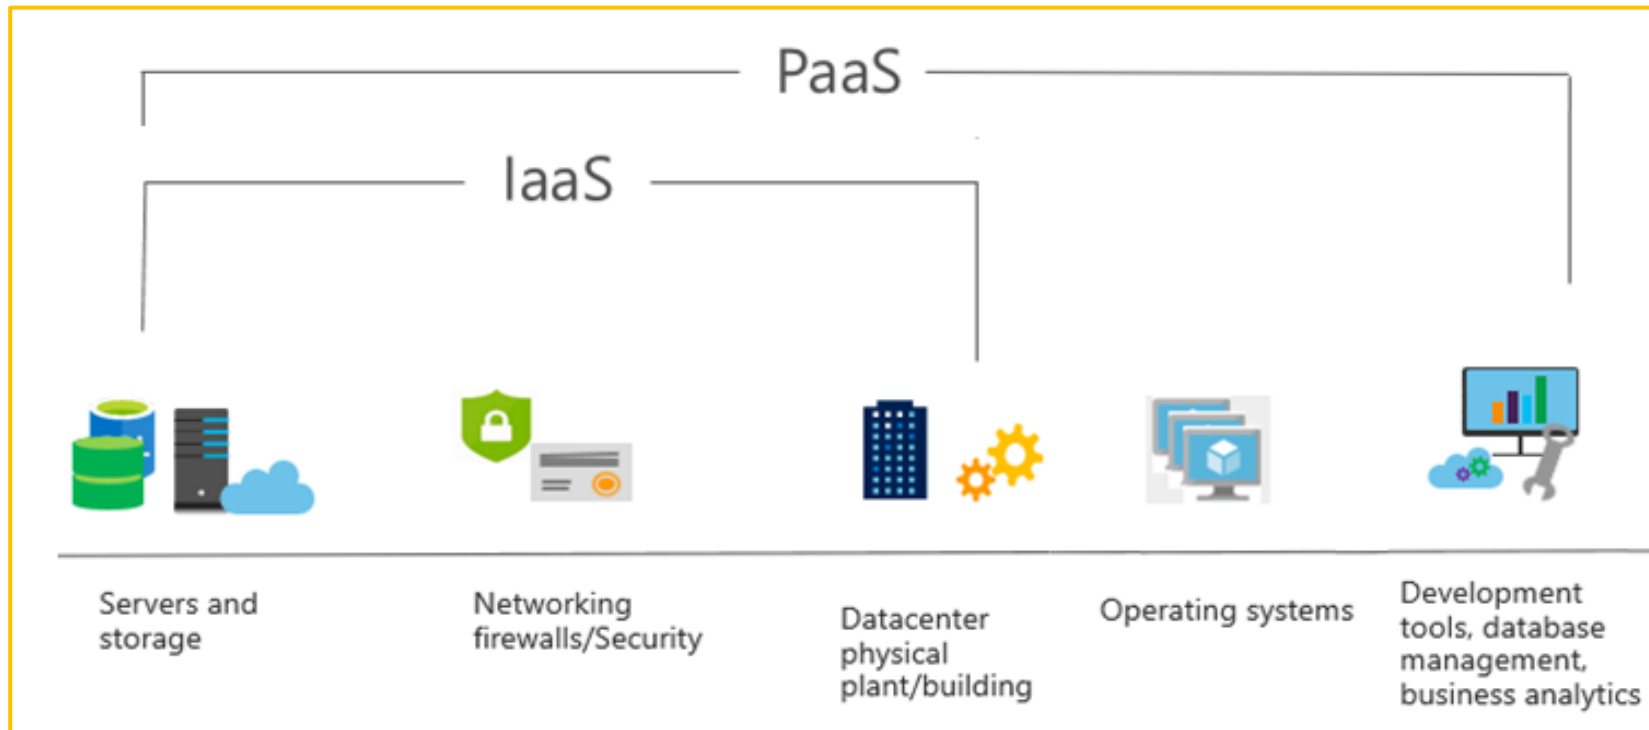 PaaS
IaaS
Servers and
storage
Networking
firewalls/Security
Datacenter
physical
plant/building
Operating systems
Development
tools, database
management,
business analytics